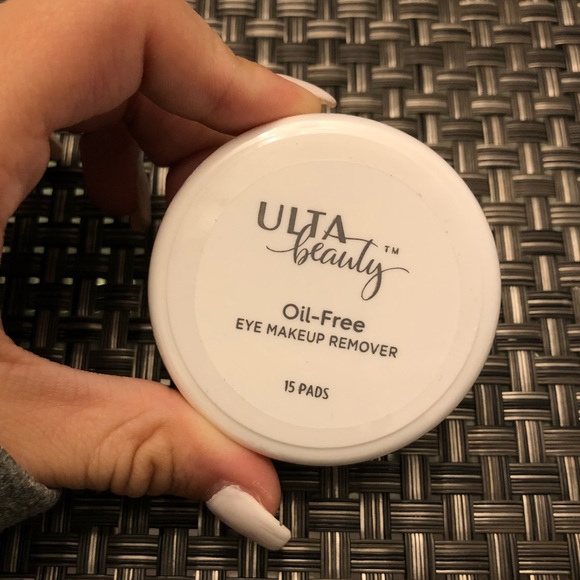 ULTA
beauty™
Oil-Free
EYE MAKEUP REMOVER
15 PADS